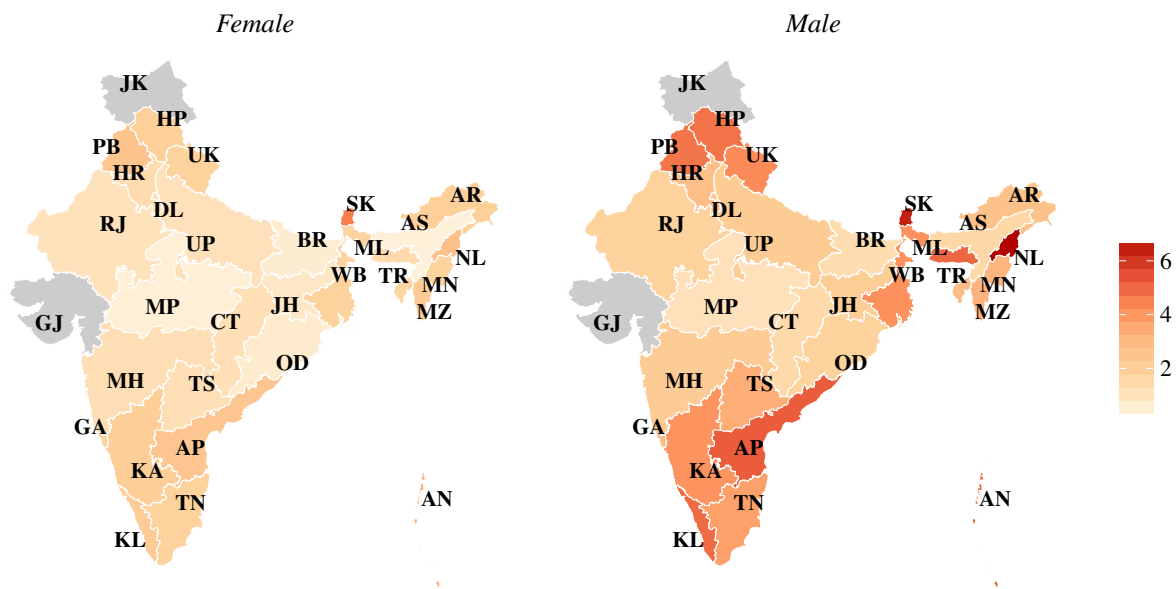 Female
JK
HP
PB
UK
HR
SK
AR
RJ
DL
AS
UP
BR
ML
NL
WB
TR
MN
MP
JH
MZ
GJ
CT
OD
MH
TS
GA
AP
KA
AN
TN
KL
Male
JK
HP
PB
UK
HR
SK
AR
RJ
DL
AS
UP
BR
ML
NL
WB
TR
MN
MP
JH
MZ
GJ
CT
OD
MH
TS
GA
AP
KA
AN
TN
KL
6
4
2